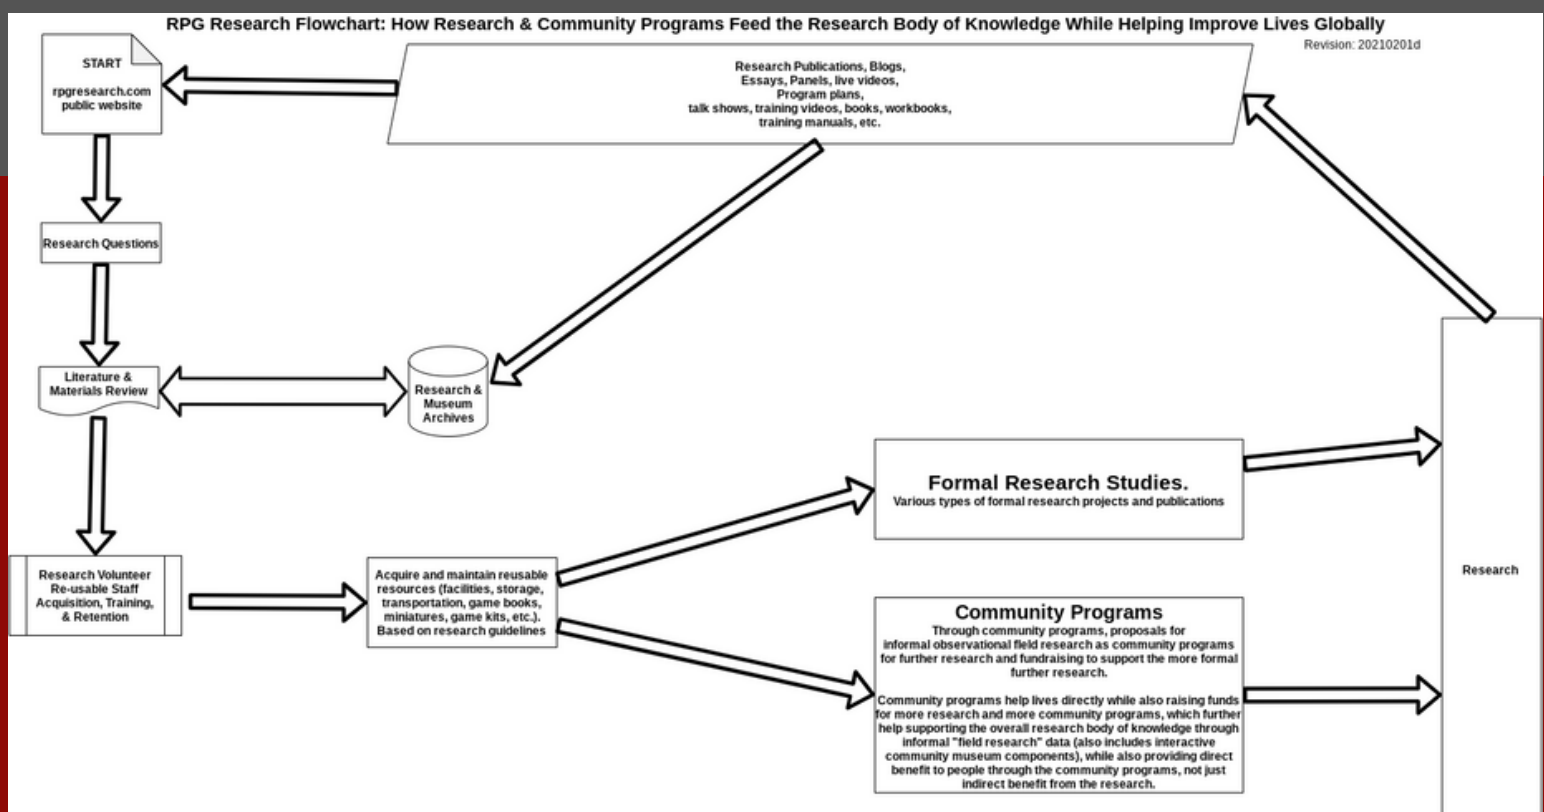 RPG Research Flowchart: How Research & Community Programs Feed the Research Body of Knowledge While Helping Improve Lives Globally
Revision: 20210201d
START
rpgresearch.com
public website
Research Publications, Blogs,
Essays, Panels, live videos,
Program plans,
talk shows, training videos, books, workbooks,
training manuals, etc.
Research Questions
Literature &
Materials Review
Research &
Museum
Archives
Formal Research Studies.
Various types of formal research projects and publications
Research
Research Volunteer
Re-usable Staff
Acquisition, Training,
& Retention
Acquire and maintain reusable
resources (facilities, storage,
transportation, game books,
miniatures, game kits, etc.).
Based on research guidelines
Community Programs
Through community programs, proposals for
informal observational field research as community programs
for further research and fundraising to support the more formal
further research.
Community programs help lives directly while also raising funds
for more research and more community programs, which further
help supporting the overall research body of knowledge through
informal "field research" data (also includes interactive
community museum components), while also providing direct
benefit to people through the community programs, not just
indirect benefit from the research.